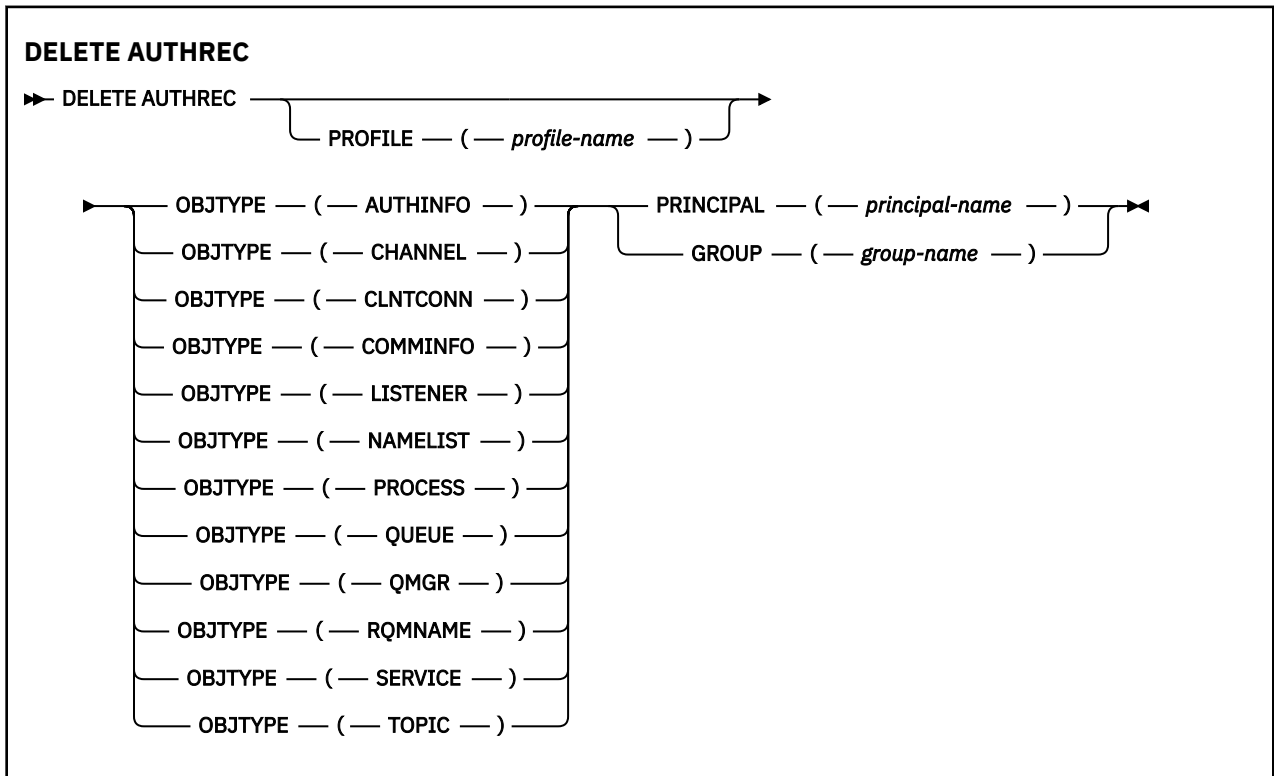 DELETE AUTHREC
DELETE AUTHREC
PROFILE ( profile-name )
OBJTYPE ( AUTHINFO ) PRINCIPAL ( principal-name )
OBJTYPE ( CHANNEL ) GROUP ( group-name )
OBJTYPE ( CLNTCONN )
OBJTYPE ( COMMINFO )
OBJTYPE ( LISTENER )
OBJTYPE ( NAMELIST )
OBJTYPE ( PROCESS )
OBJTYPE ( QUEUE )
OBJTYPE ( QMGR )
OBJTYPE ( RQMNAME )
OBJTYPE ( SERVICE )
OBJTYPE ( TOPIC )